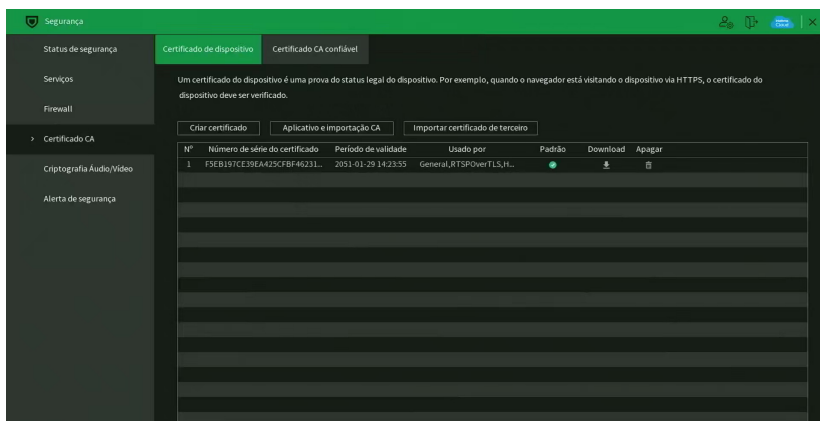 Segurança
Status de segurança
Serviços
Firewall
> Certificado CA
Criptografia Áudio/Vídeo
Alerta de segurança
Certificado de dispositivo Certificado CA confiável
Um certificado do dispositivo é uma prova do status legal do dispositivo. Por exemplo, quando o navegador está visitando o dispositivo via HTTPS, o certificado do
dispositivo deve ser verificado.
Criar certificado Aplicativo e importação CA Importar certificado de terceiro
Nº Número de série do certificado Período de validade Usado por Padrão Download Apagar
1 F5EB197CE39EA425CFBF46231... 2051-01-29 14:23:55 General,RTSPOverTLS,H...